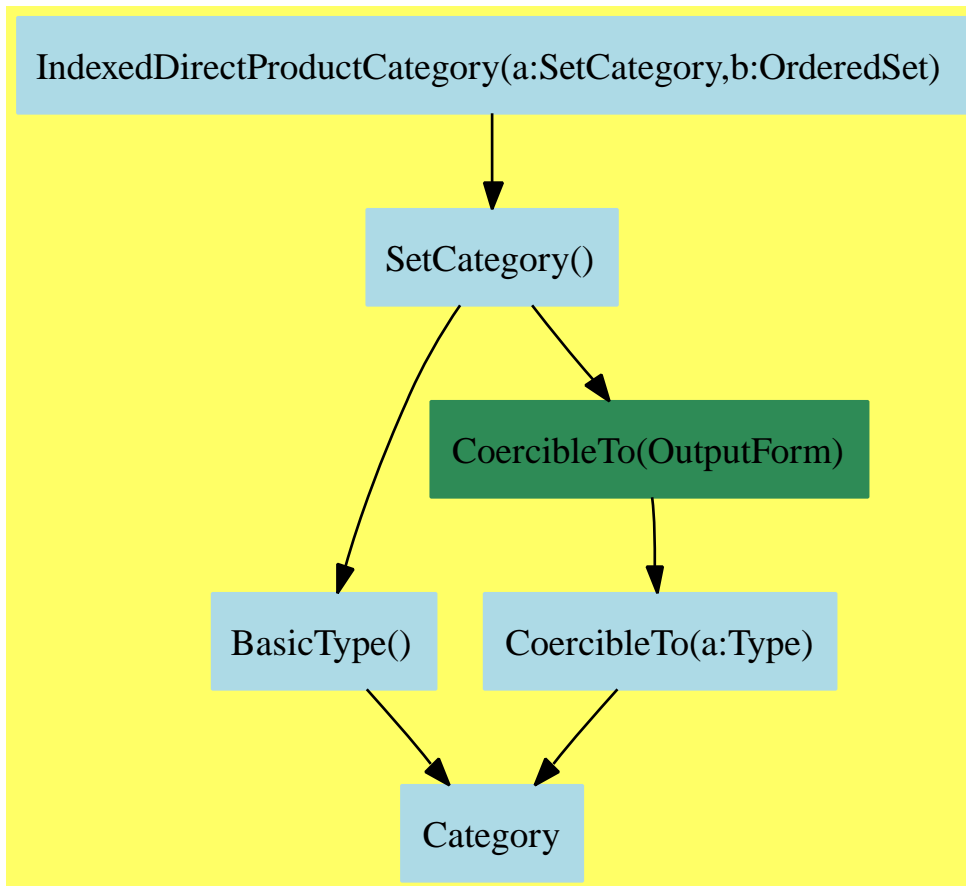 IndexedDirectProductCategory(a:SetCategory,b:OrderedSet)
SetCategory()
CoercibleTo(OutputForm)
BasicType()
CoercibleTo(a:Type)
Category